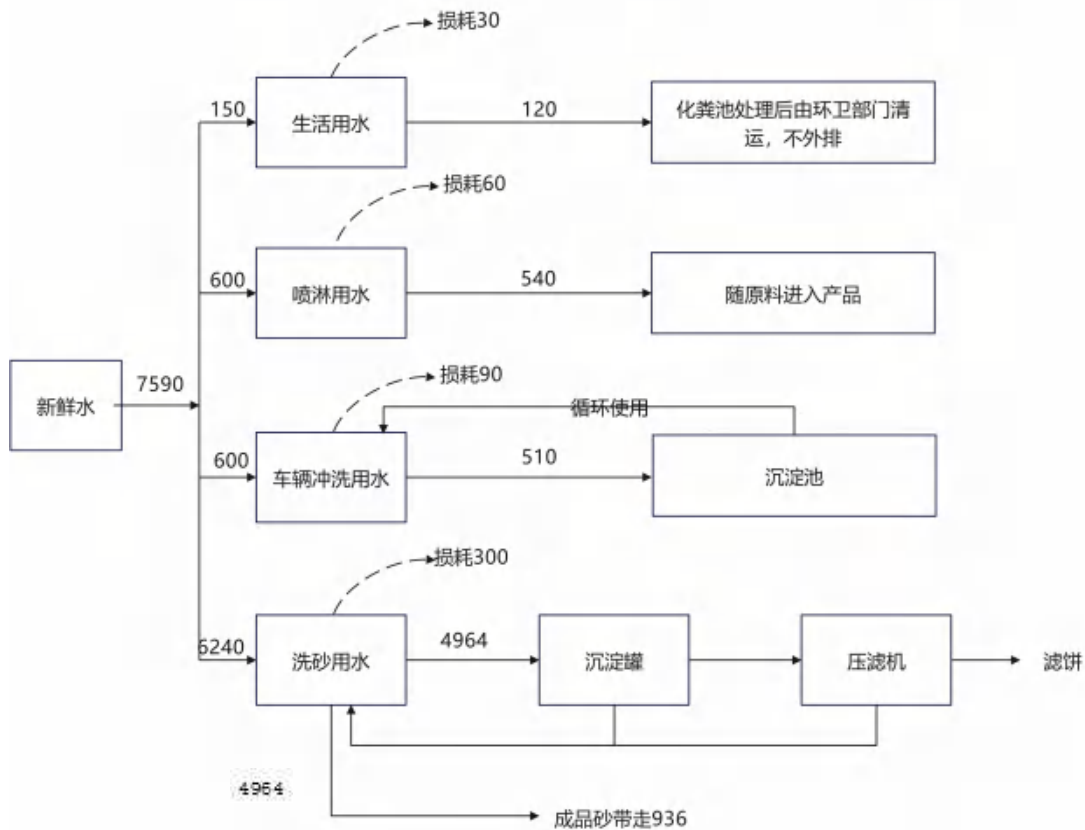 损耗30
150
生活用水
120
化粪池处理后由环卫部门清
运，不外排
损耗60
600
喷淋用水
540
随原料进入产品
新鲜水
7590
损耗90
循环使用
600
车辆冲洗用水
510
沉淀池
损耗300
6240
洗砂用水
4964
沉淀罐
压滤机
滤饼
4964
成品砂带走936